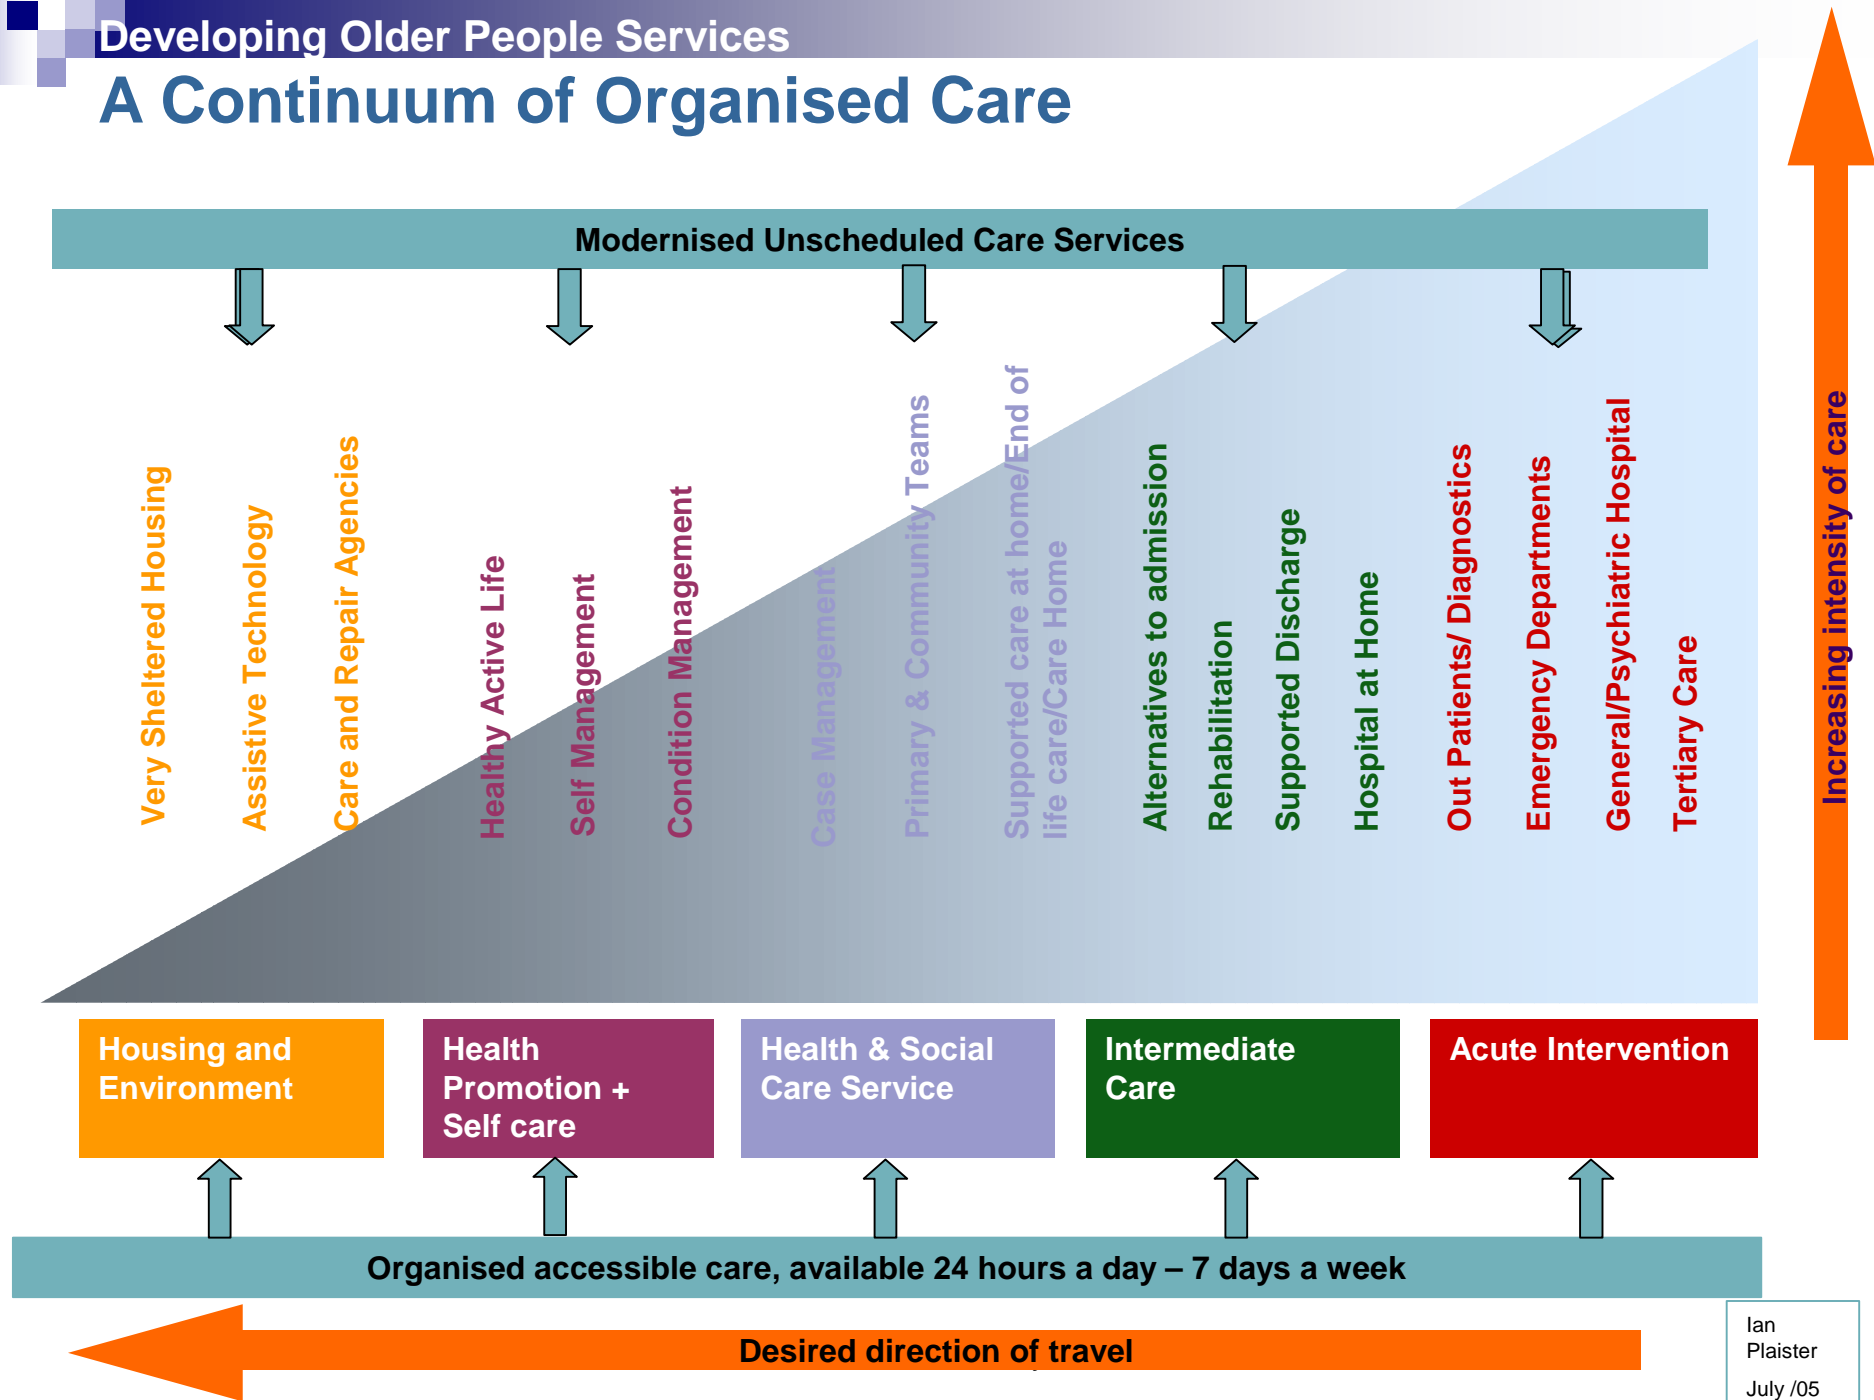 Developing Older People Services
A Continuum of Organised Care
Modernised Unscheduled Care Services
Very Sheltered Housing
Assistive Technology
Care and Repair Agencies
Healthy Active Life
Self Management
Condition Management
Case Management
Primary & Community Teams
Supported care at home/End of
life care/Care Home
Alternatives to admission
Rehabilitation
Supported Discharge
Hospital at Home
Out Patients/ Diagnostics
Emergency Departments
General/Psychiatric Hospital
Tertiary Care
Increasing intensity of care
Housing and
Environment
Health
Promotion +
Self care
Health & Social
Care Service
Intermediate
Care
Acute Intervention
Organised accessible care, available 24 hours a day – 7 days a week
Desired direction of travel
Ian
Plaister
July /05